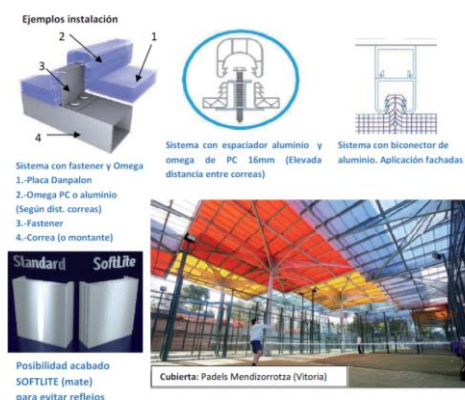 Ejemplos instalación
2
1
3
4
Sistema con fastener y Omega
1.-Placa Danpalon
2.-Omega PC o aluminio
(Según dist. correas)
3.-Fastener
4.-Correa (o montante)
Sistema con espaciador aluminio y
omega de PC 16mm (Elevada
distancia entre correas)
Sistema con biconector de
aluminio. Aplicación fachadas
Standard
SoftLite
Posibilidad acabado
SOFTLITE (mate)
para evitar reflejos
Cubierta: Padels Mendizorrotza (Vitoria)